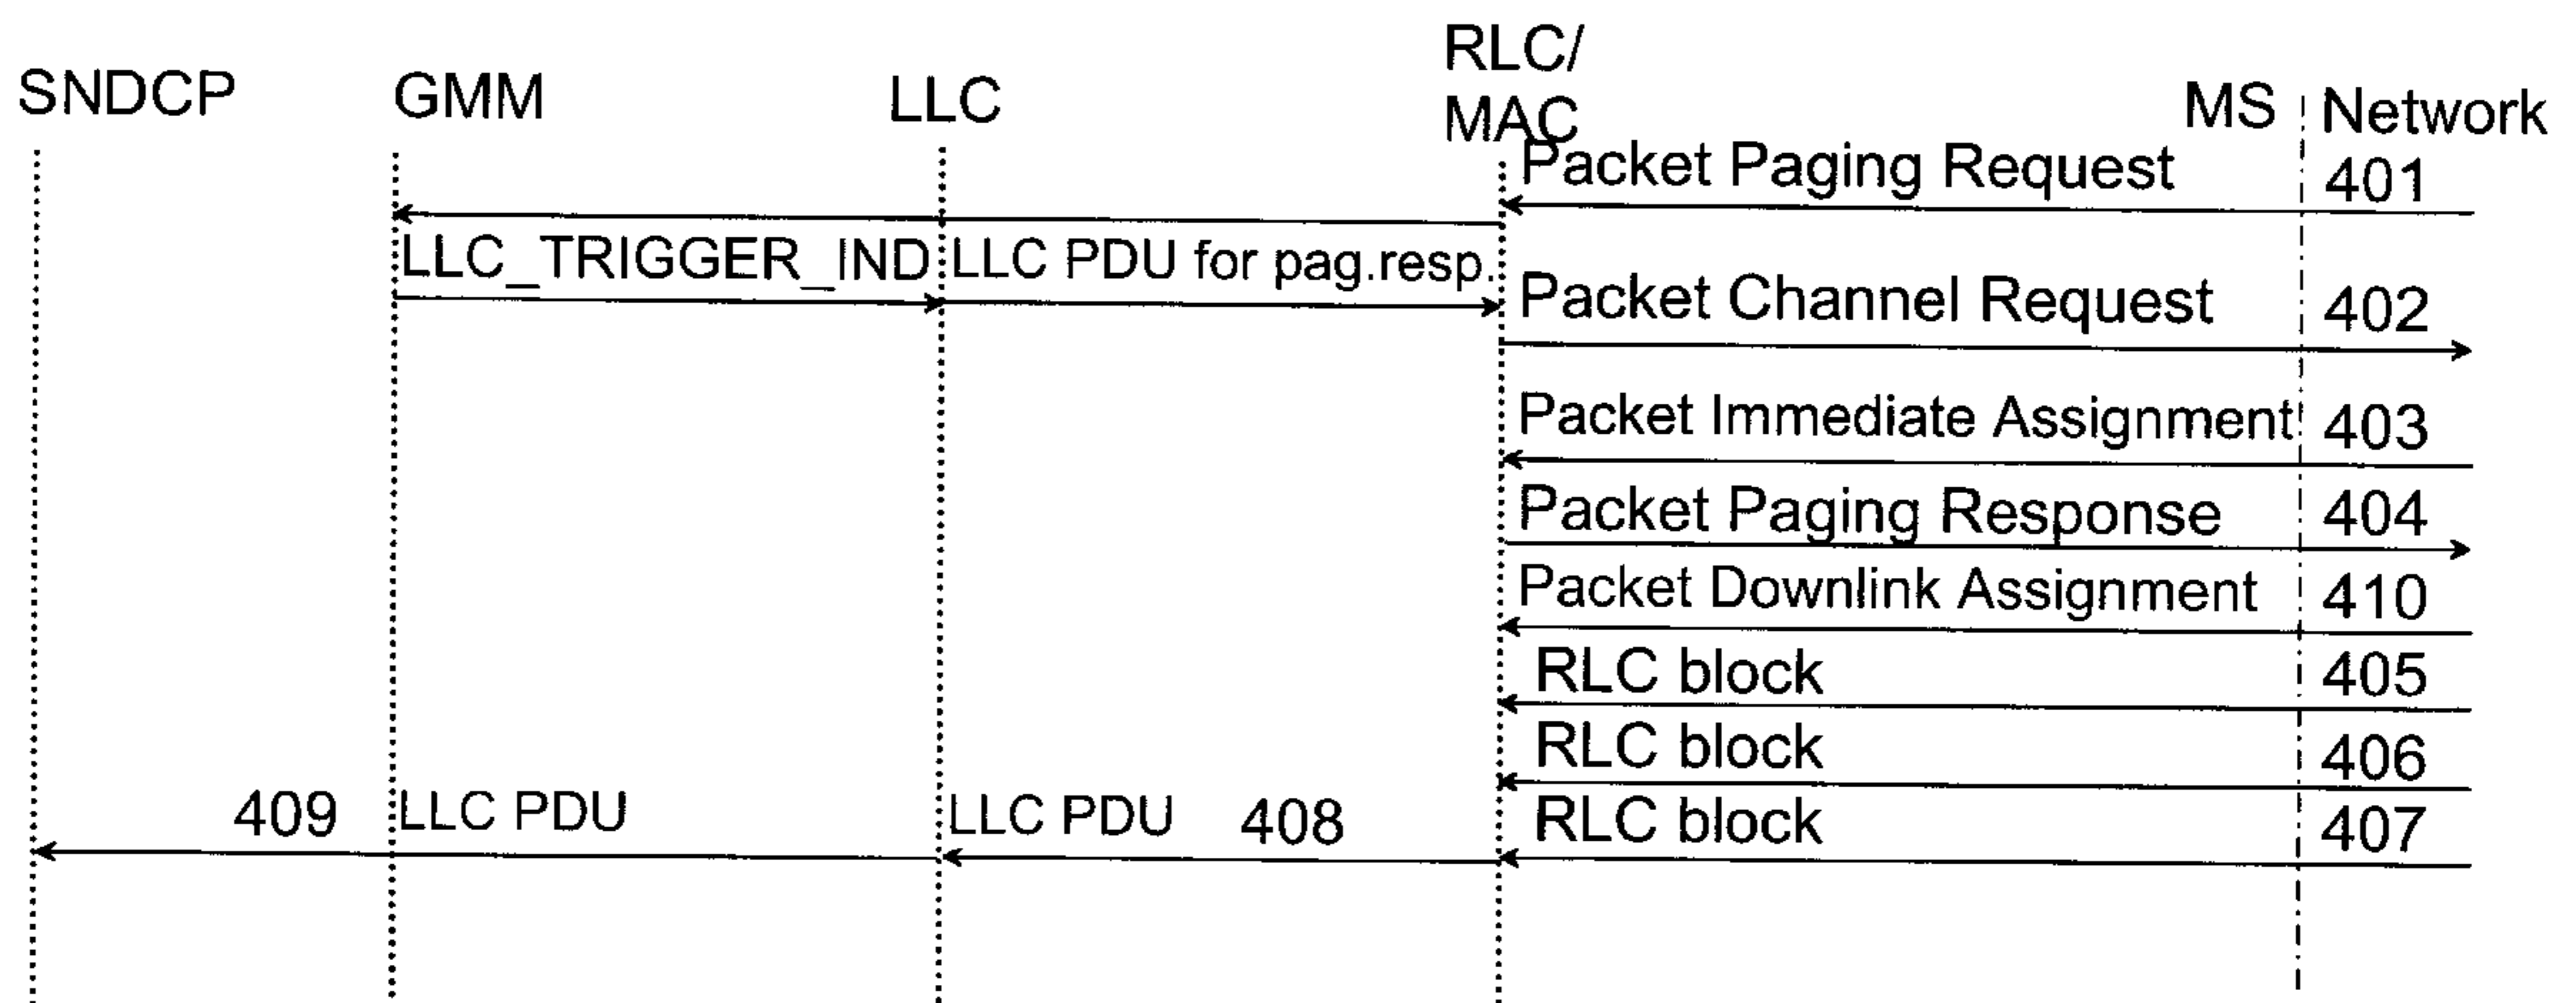 SNDCP GMM LLC RLC/
MAC MS Network
Packet Paging Request 401
LLC_TRIGGER_IND LLC PDU for pag.resp.
Packet Channel Request 402
Packet Immediate Assignment 403
Packet Paging Response 404
Packet Downlink Assignment 410
RLC block 405
RLC block 406
409 LLC PDU LLC PDU 408 RLC block 407